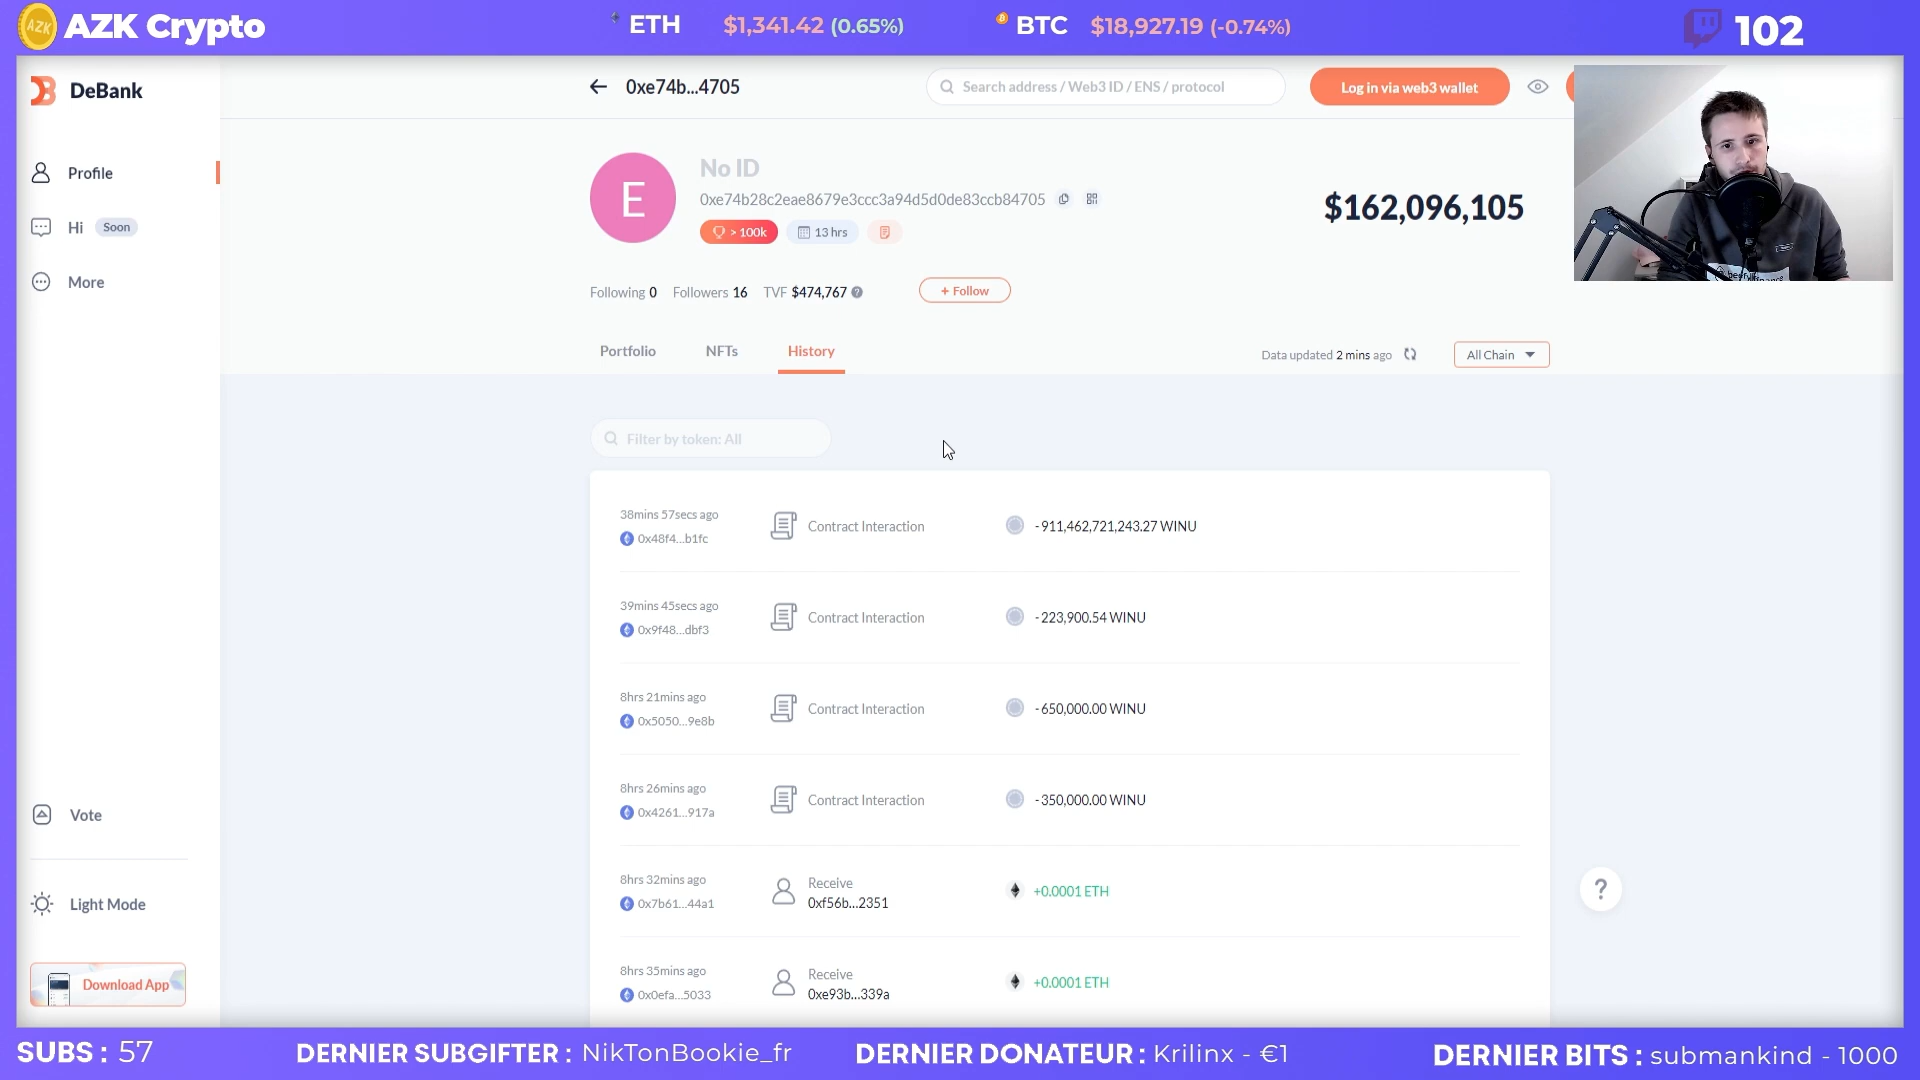 AZK
AZK Crypto
ETH $1,341.42 (0.65%)
BTC $18,927.19 (-0.74%)
102
DeBank
0xe74b...4705
Search address / Web3 ID / ENS / protocol
Log in via web3 wallet
Profile
Hi Soon
More
E
No ID
0xe74b28c2eae8679e3ccc3a94d5d0de83ccb84705
> 100k
13 hrs
$162,096,105
Following 0 Followers 16 TVF $474,767 ?
+ Follow
Portfolio NFTs History
Data updated 2 mins ago
All Chain
Filter by token: All
38mins 57secs ago
0x48f4...b1fc
Contract Interaction
-911,462,721,243.27 WINU
39mins 45secs ago
0x9f48...dbf3
Contract Interaction
-223,900.54 WINU
8hrs 21mins ago
0x5050...9e8b
Contract Interaction
-650,000.00 WINU
8hrs 26mins ago
0x4261...917a
Contract Interaction
-350,000.00 WINU
8hrs 32mins ago
0x7b61...44a1
Receive
0xf56b...2351
+0.0001 ETH
8hrs 35mins ago
0x0efa...5033
Receive
0xe93b...339a
+0.0001 ETH
Vote
Light Mode
Download App
?
SUBS : 57
DERNIER SUBGIFTER : NikTonBookie_fr
DERNIER DONATEUR : Krilinx - €1
DERNIER BITS : submankind - 1000